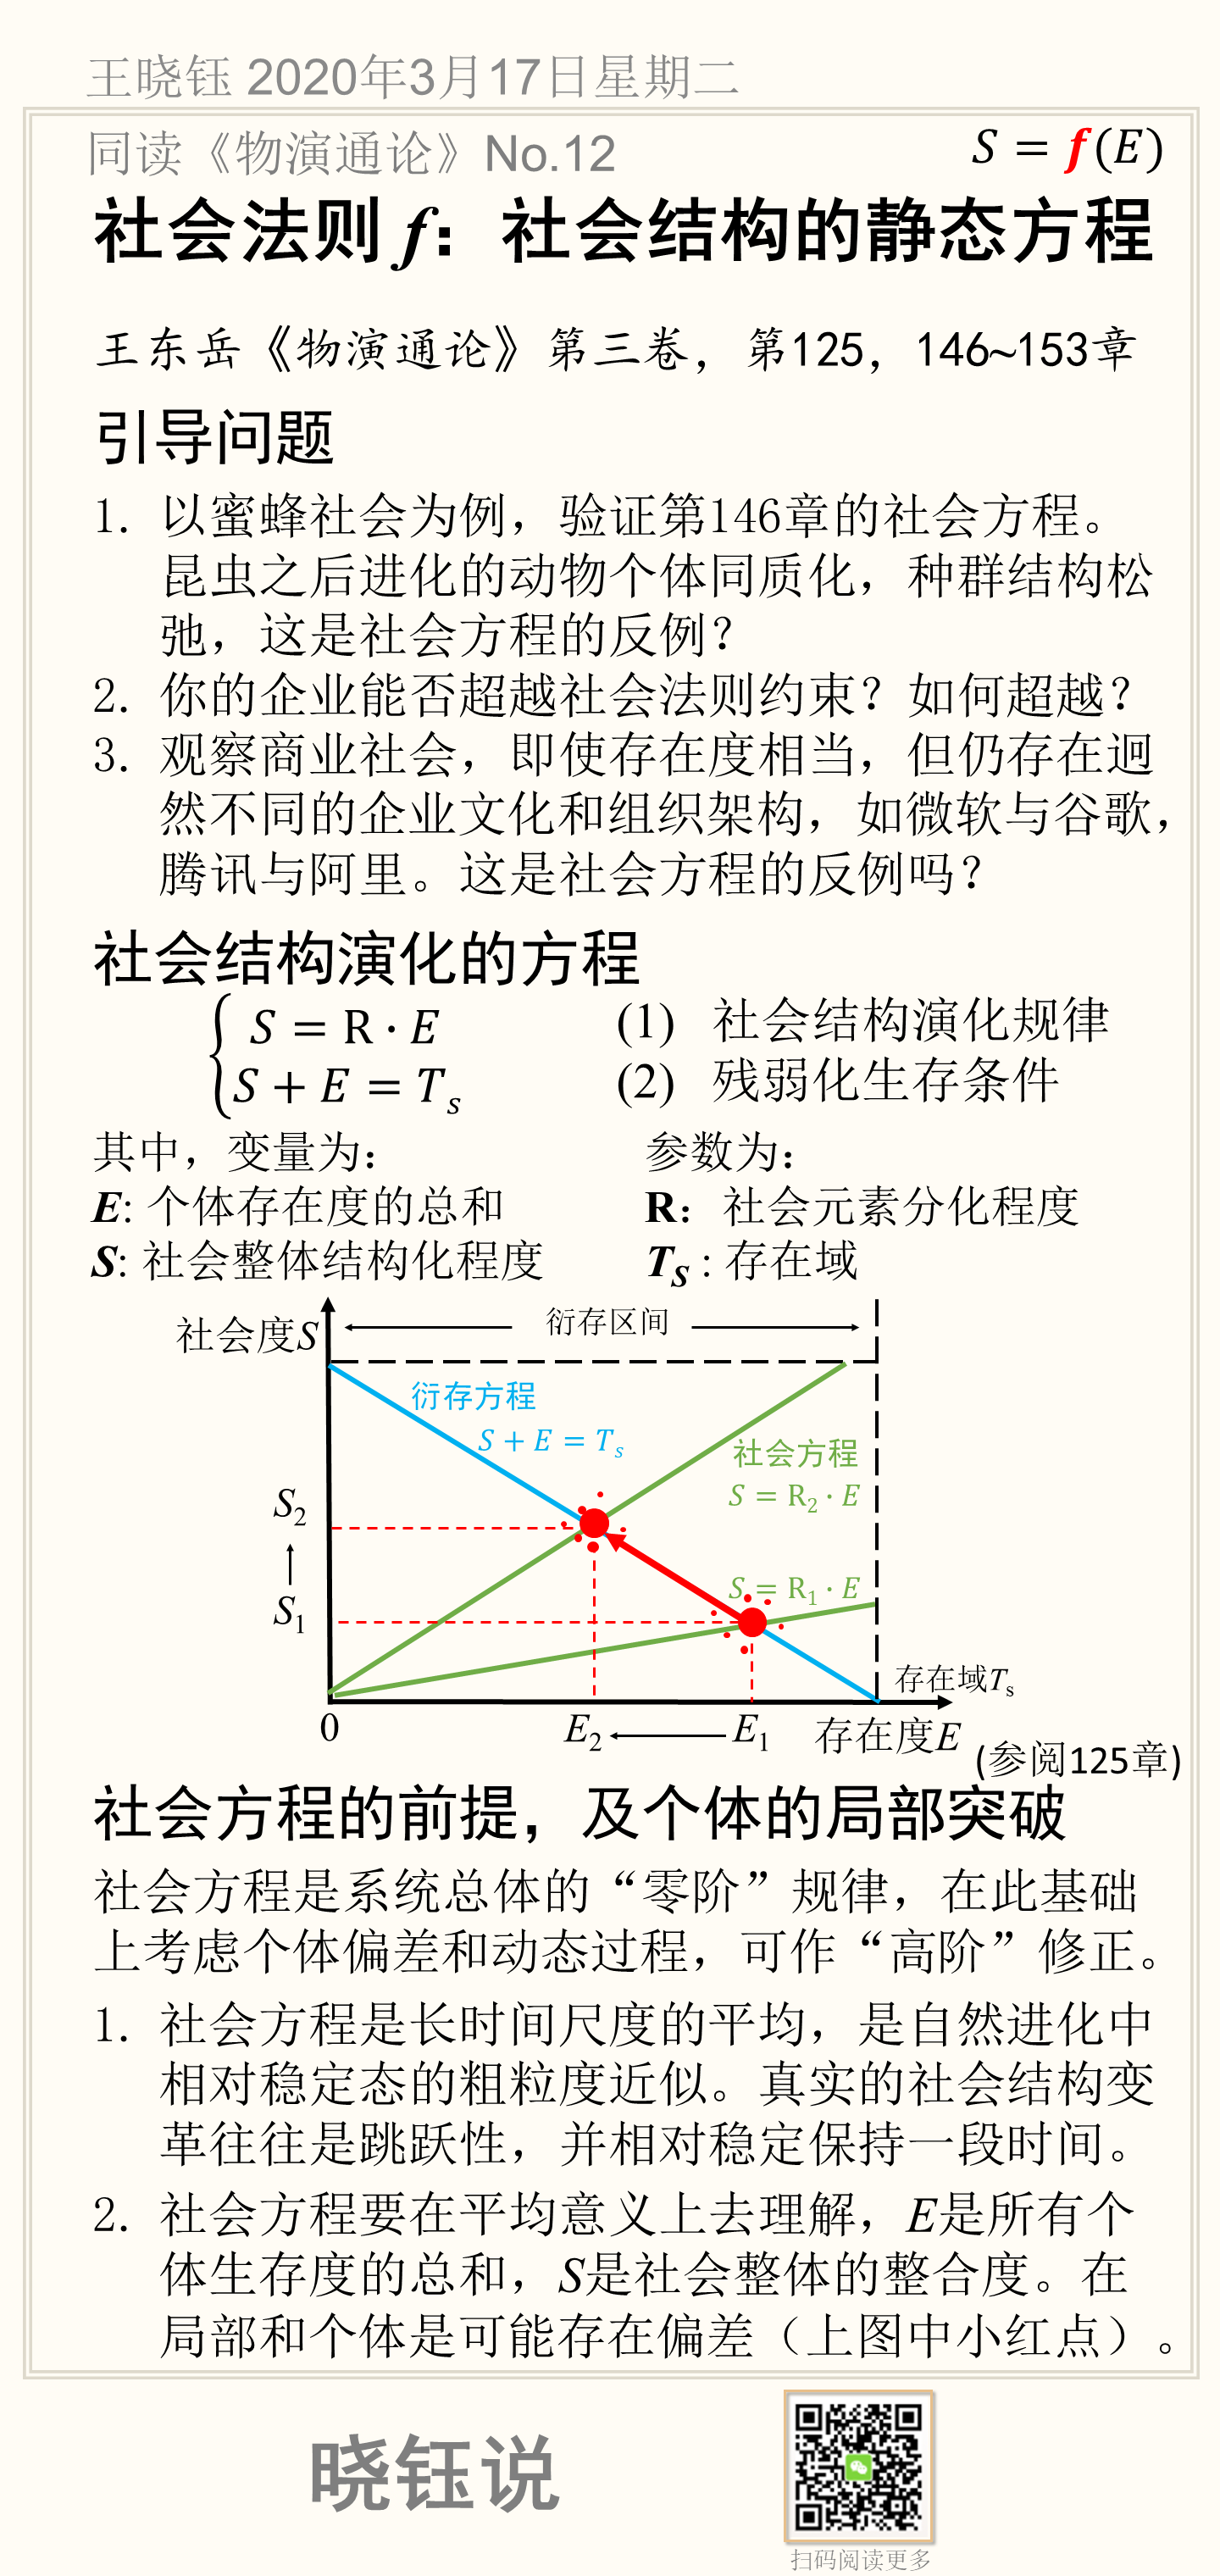 王晓钰 2020年3月17日星期二
同读《物演通论》No.12
S = f(E)
社会法则 f：社会结构的静态方程
王东岳《物演通论》第三卷，第125，146~153章
引导问题
1. 以蜜蜂社会为例，验证第146章的社会方程。
昆虫之后进化的动物个体同质化，种群结构松
弛，这是社会方程的反例？
2. 你的企业能否超越社会法则约束？如何超越？
3. 观察商业社会，即使存在度相当，但仍存在迥
然不同的企业文化和组织架构，如微软与谷歌，
腾讯与阿里。这是社会方程的反例吗？
社会结构演化的方程
S = R · E (1) 社会结构演化规律
S + E = Ts (2) 残弱化生存条件
其中，变量为： 参数为：
E: 个体存在度的总和 R：社会元素分化程度
S: 社会整体结构化程度 TS : 存在域
社会度S
衍存区间
衍存方程
S + E = Ts
社会方程
S = R2 · E
S2
S = R1 · E
S1
存在域Ts
0 E2 E1 存在度E
(参阅125章)
社会方程的前提，及个体的局部突破
社会方程是系统总体的“零阶”规律，在此基础
上考虑个体偏差和动态过程，可作“高阶”修正。
1. 社会方程是长时间尺度的平均，是自然进化中
相对稳定态的粗粒度近似。真实的社会结构变
革往往是跳跃性，并相对稳定保持一段时间。
2. 社会方程要在平均意义上去理解，E是所有个
体生存度的总和，S是社会整体的整合度。在
局部和个体是可能存在偏差（上图中小红点）。
晓钰说
扫码阅读更多